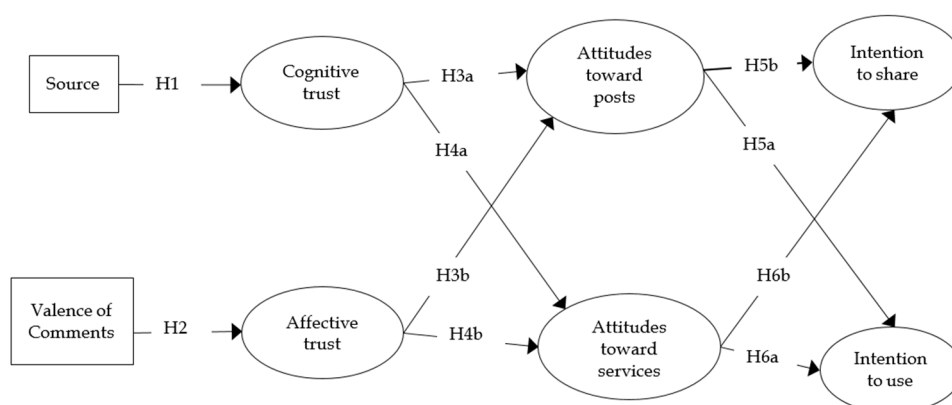 Source
H1
Cognitive
trust
H3a
Attitudes
toward
posts
H5b
Intention
to share
H4a
H5a
H3b
H6b
Valence of
Comments
H2
Affective
trust
H4b
Attitudes
toward
services
H6a
Intention
to use